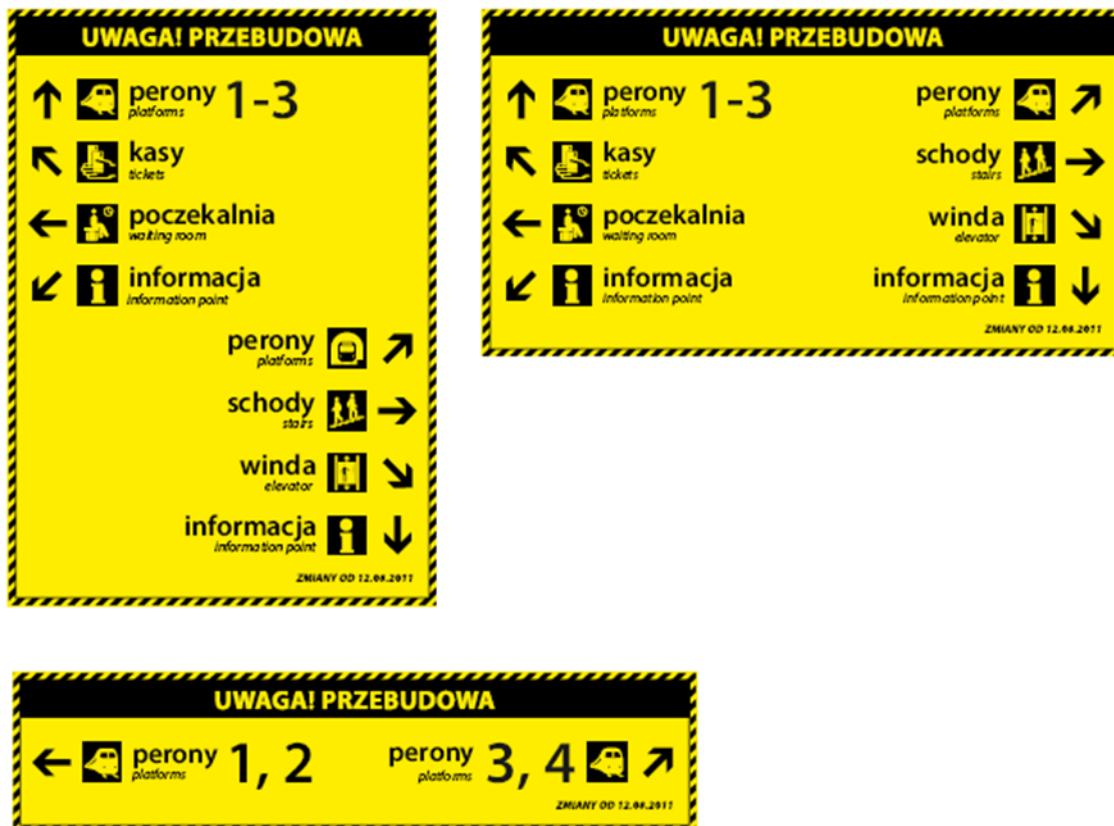 UWAGA! PRZEBUDOWA
perony 1-3
platforms
kasy
tickets
poczekalnia
waiting room
informacja
information point
perony
platforms
schody
stairs
winda
elevator
informacja
information point
ZMIANY OD 12.08.2011
UWAGA! PRZEBUDOWA
perony 1-3
platforms
kasy
tickets
poczekalnia
waiting room
informacja
information point
perony
platforms
schody
stairs
winda
elevator
informacja
information point
ZMIANY OD 12.08.2011
UWAGA! PRZEBUDOWA
perony 1, 2
platforms
perony 3, 4
platforms
ZMIANY OD 12.08.2011